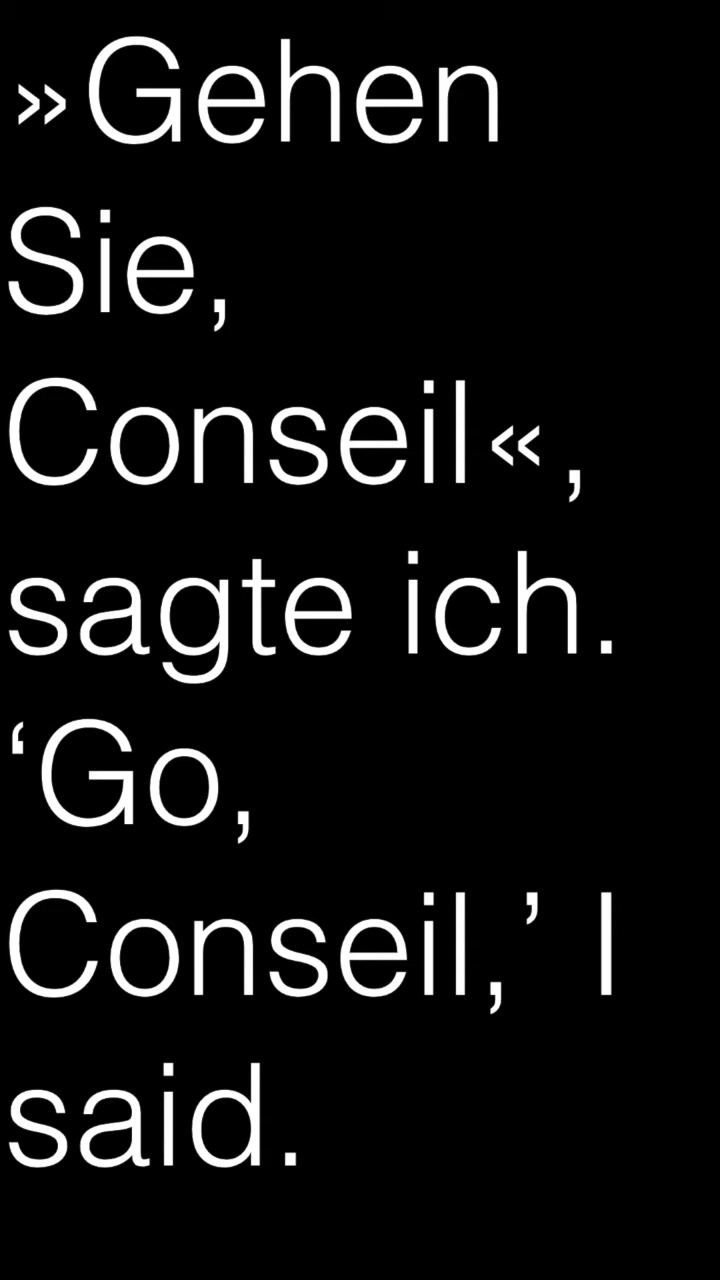 »Gehen
Sie,
Conseil«,
sagte ich.
‘Go,
Conseil,’ I
said.